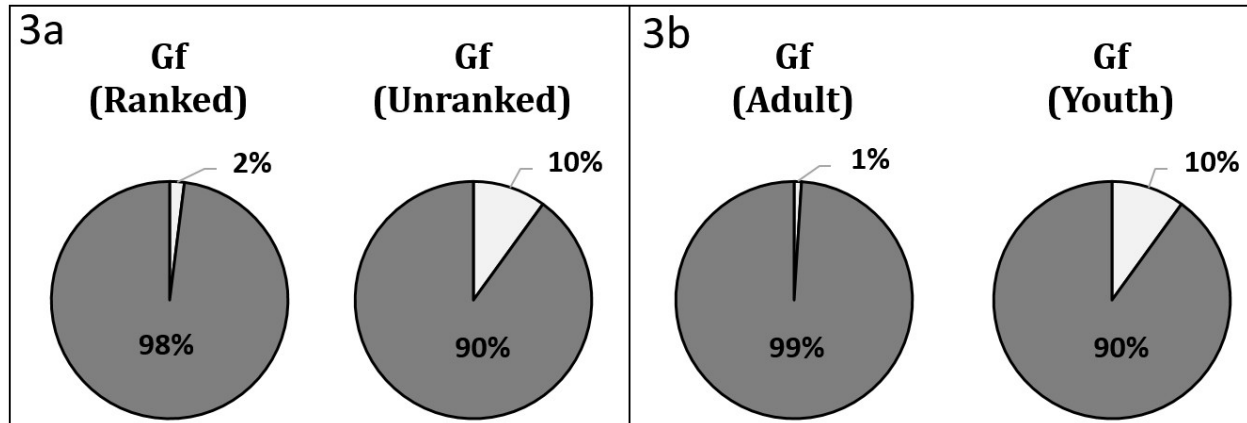 3a
Gf
(Ranked)
2%
98%
Gf
(Unranked)
10%
90%
3b
Gf
(Adult)
1%
99%
Gf
(Youth)
10%
90%